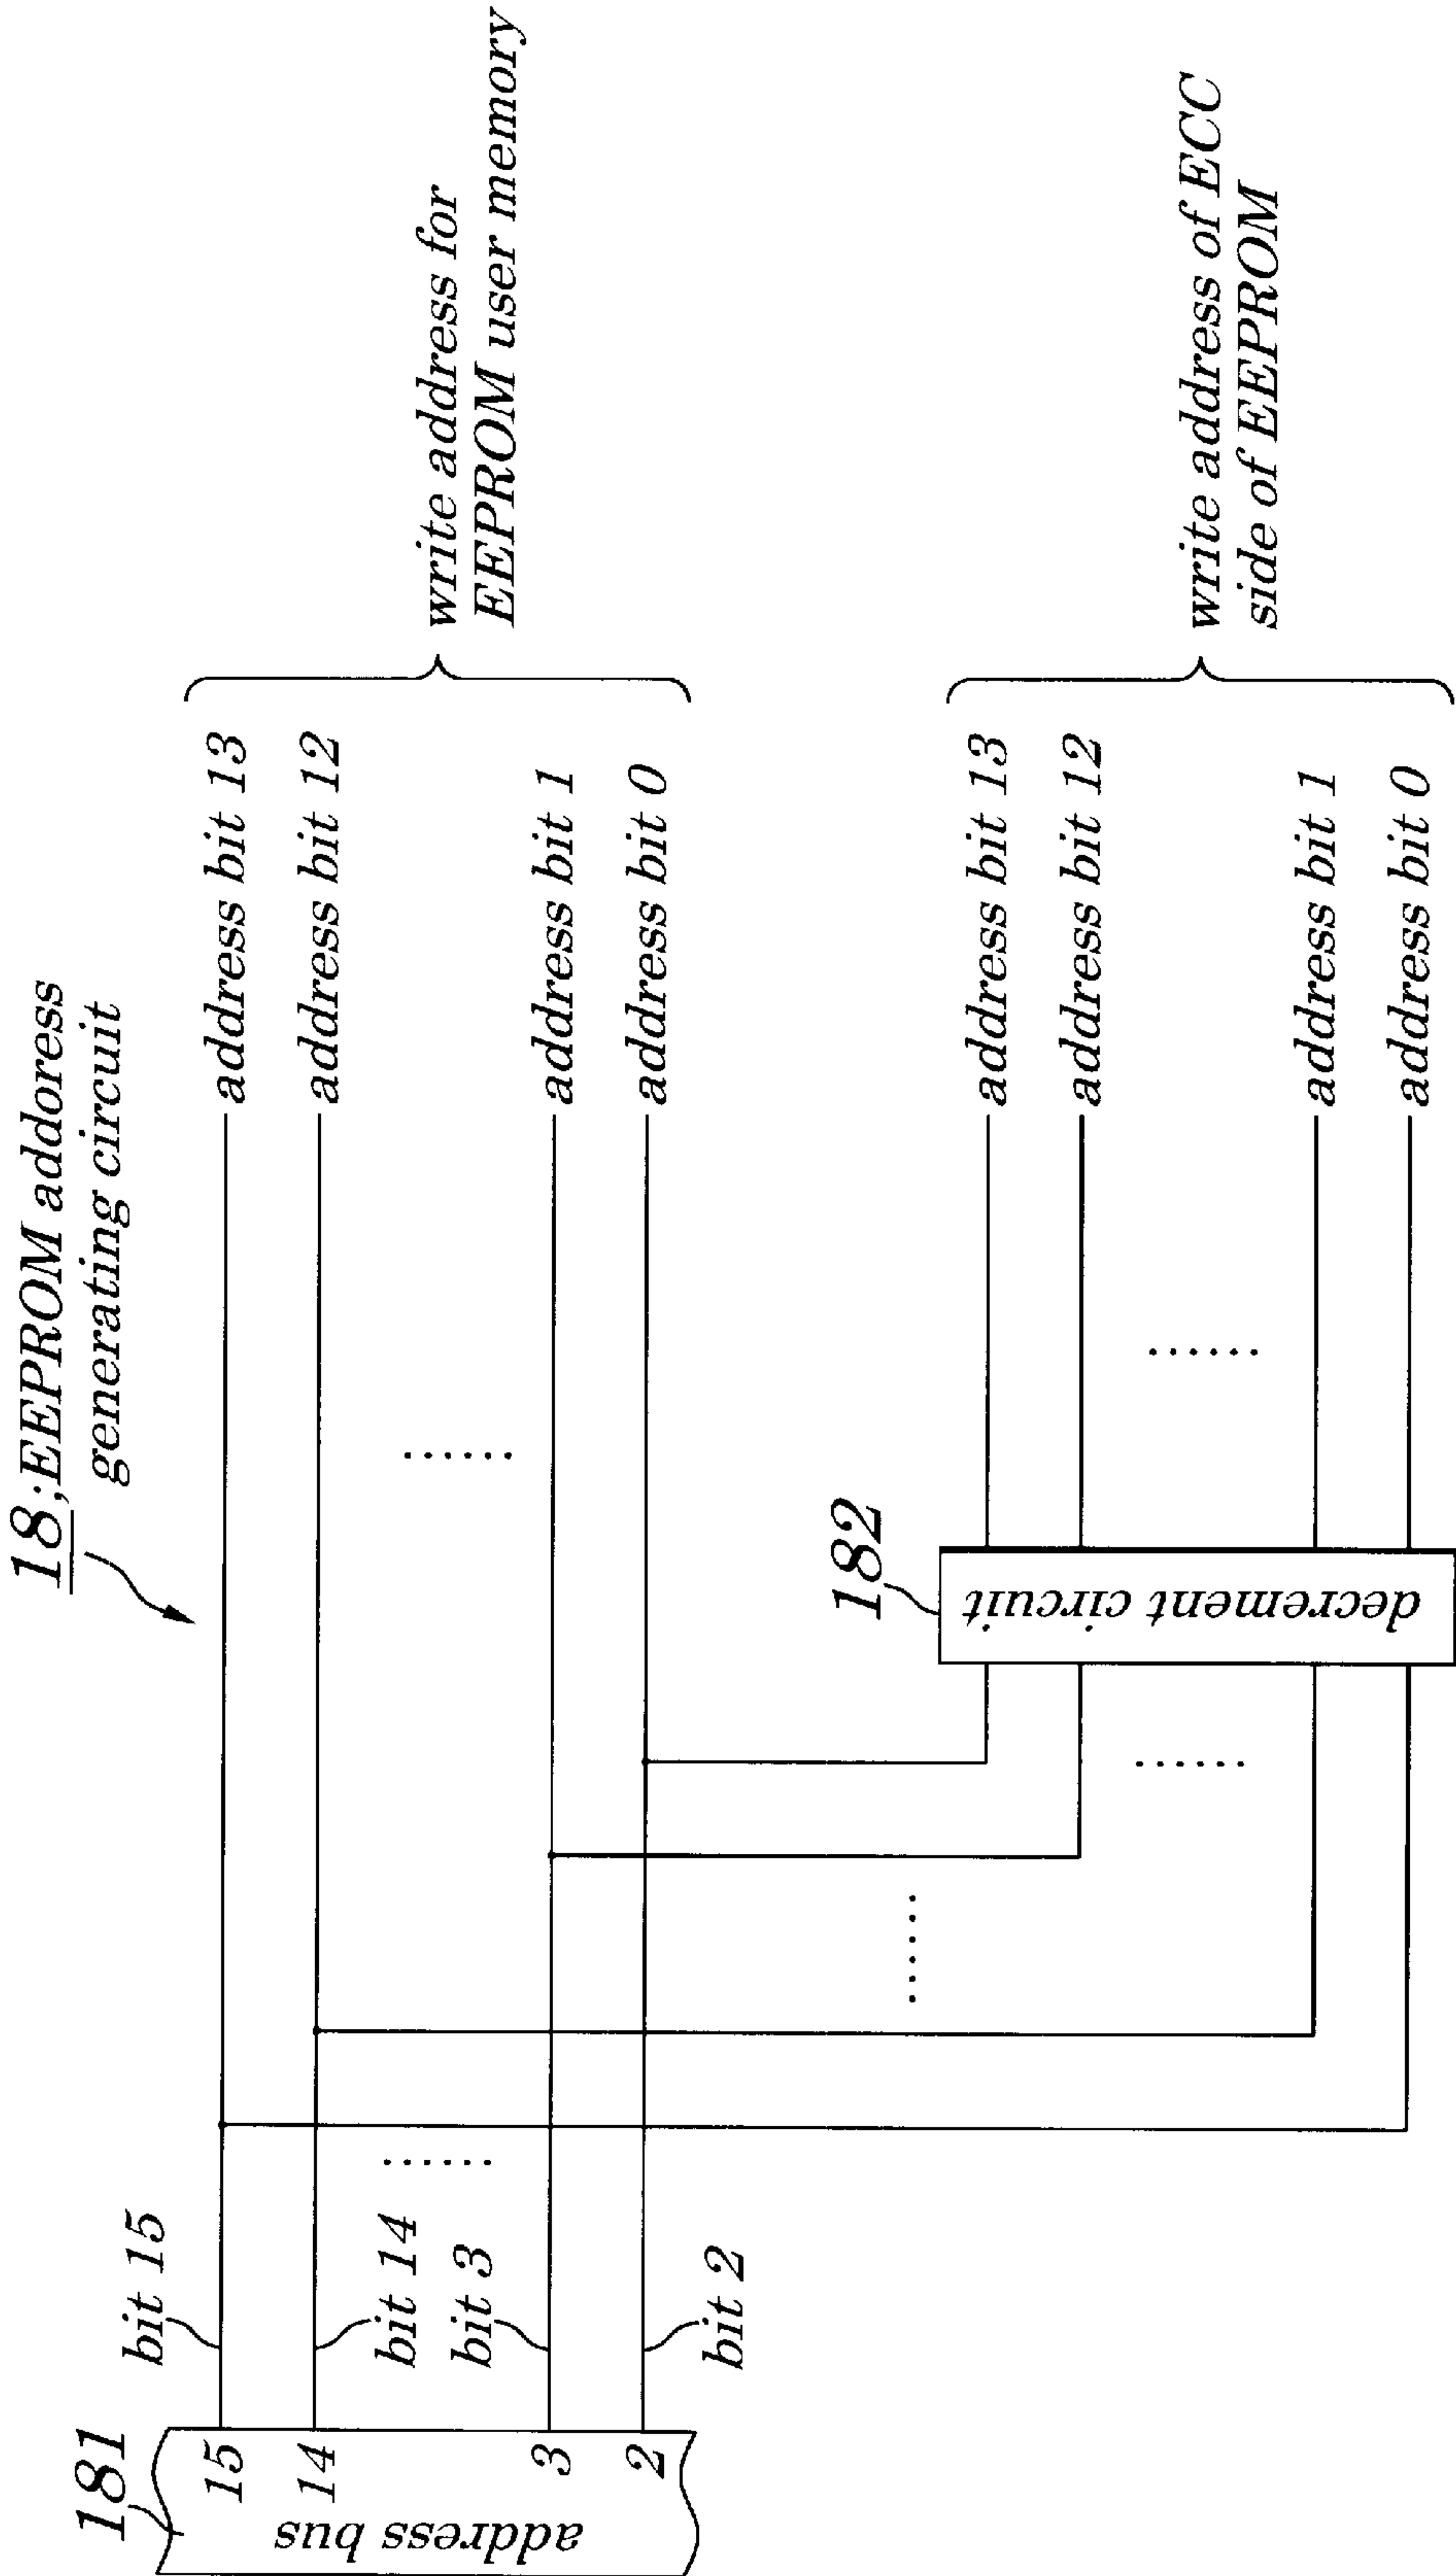 18;EEPROM address
generating circuit
181
address bus
15
14
3
2
bit 15
bit 14
bit 3
bit 2
......
......
......
address bit 13
address bit 12
address bit 1
address bit 0
write address for
EEPROM user memory
182
decrement circuit
......
......
address bit 13
address bit 12
address bit 1
address bit 0
write address of ECC
side of EEPROM